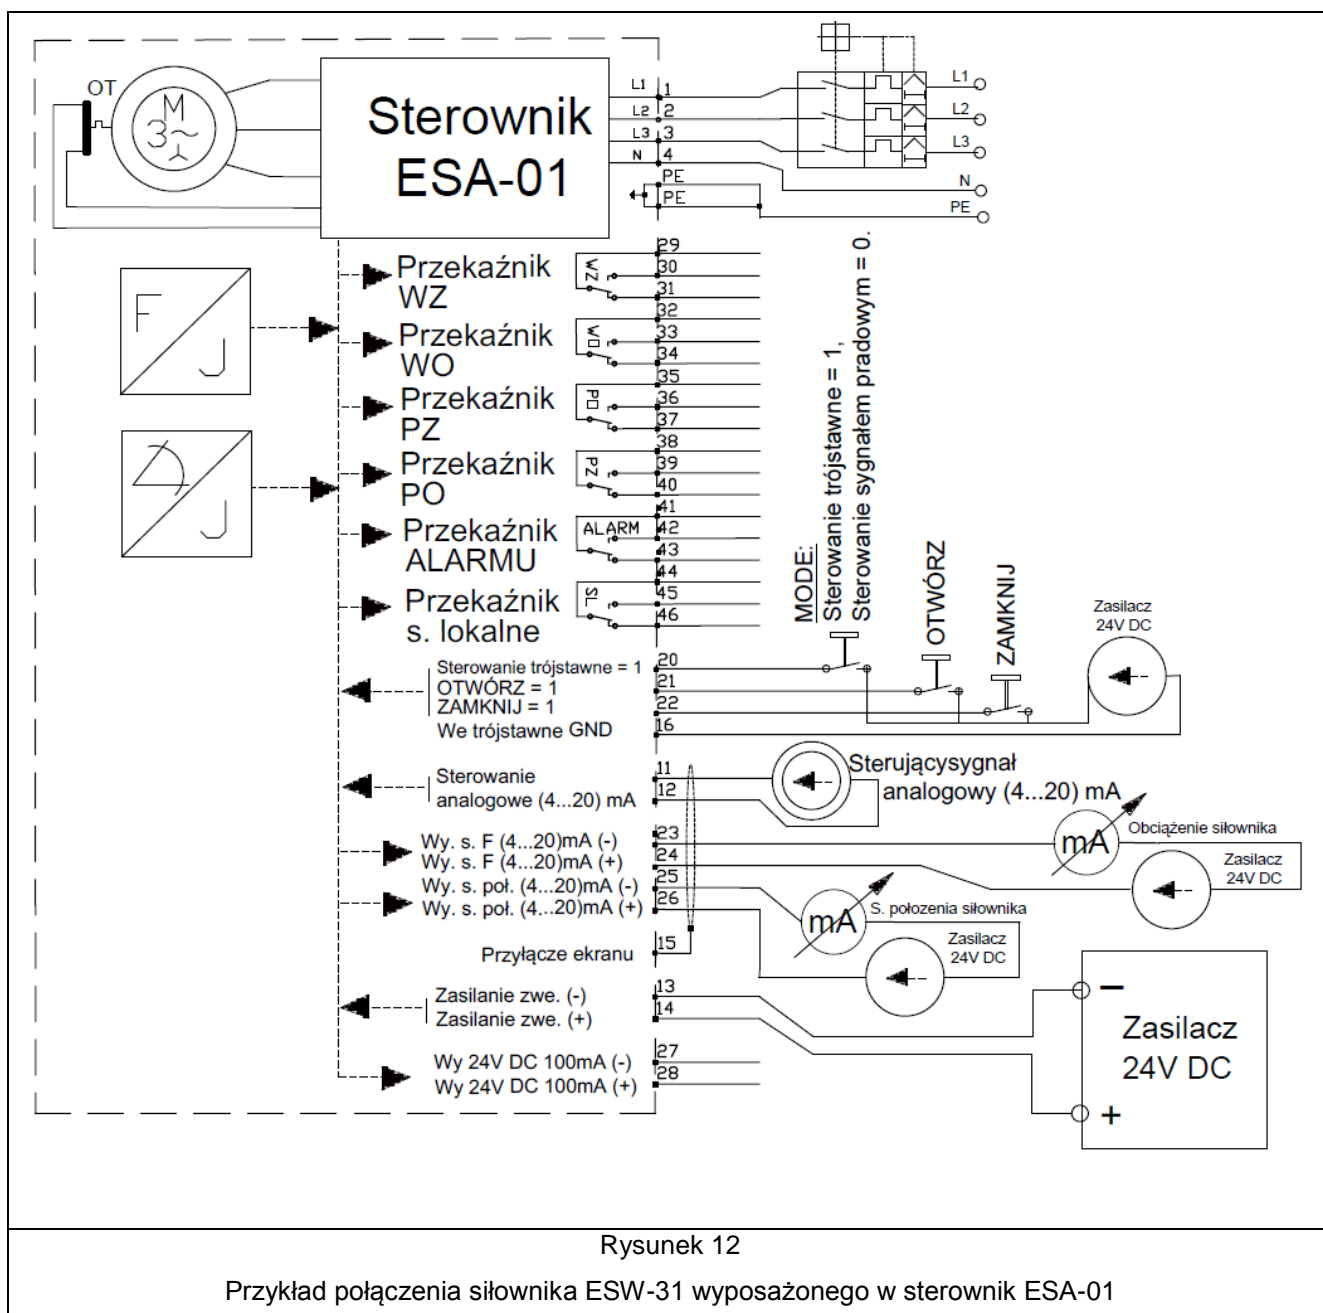 OT
M
3~
Sterownik
ESA-01
L1 1
L2 2
L3 3
N 4
PE
PE
L1
L2
L3
N
PE
F
J
J
Przekaźnik
WZ
WZ
29
30
31
Przekaźnik
WO
WO
32
33
34
Przekaźnik
PZ
PO
35
36
37
Przekaźnik
PO
PZ
38
39
40
Przekaźnik
ALARMU
ALARM
41
42
43
Przekaźnik
s. lokalne
SL
44
45
46
MODE:
Sterowanie trójstawne = 1,
Sterowanie sygnałem pradowym = 0.
OTWÓRZ
ZAMKNIJ
Zasilacz
24V DC
Sterowanie trójstawne = 1 20
OTWÓRZ = 1 21
ZAMKNIJ = 1 22
We trójstawne GND 16
Sterowanie 11
analogowe (4...20) mA 12
Sterującysygnał
analogowy (4...20) mA
Wy. s. F (4...20)mA (-) 23
Wy. s. F (4...20)mA (+) 24
Wy. s. poł. (4...20)mA (-) 25
Wy. s. poł. (4...20)mA (+) 26
mA
Obciążenie siłownika
Zasilacz
24V DC
mA
S. połozenia siłownika
Zasilacz
24V DC
Przyłącze ekranu 15
Zasilanie zwe. (-) 13
Zasilanie zwe. (+) 14
Wy 24V DC 100mA (-) 27
Wy 24V DC 100mA (+) 28
−
Zasilacz
24V DC
+
Rysunek 12
Przykład połączenia siłownika ESW-31 wyposażonego w sterownik ESA-01